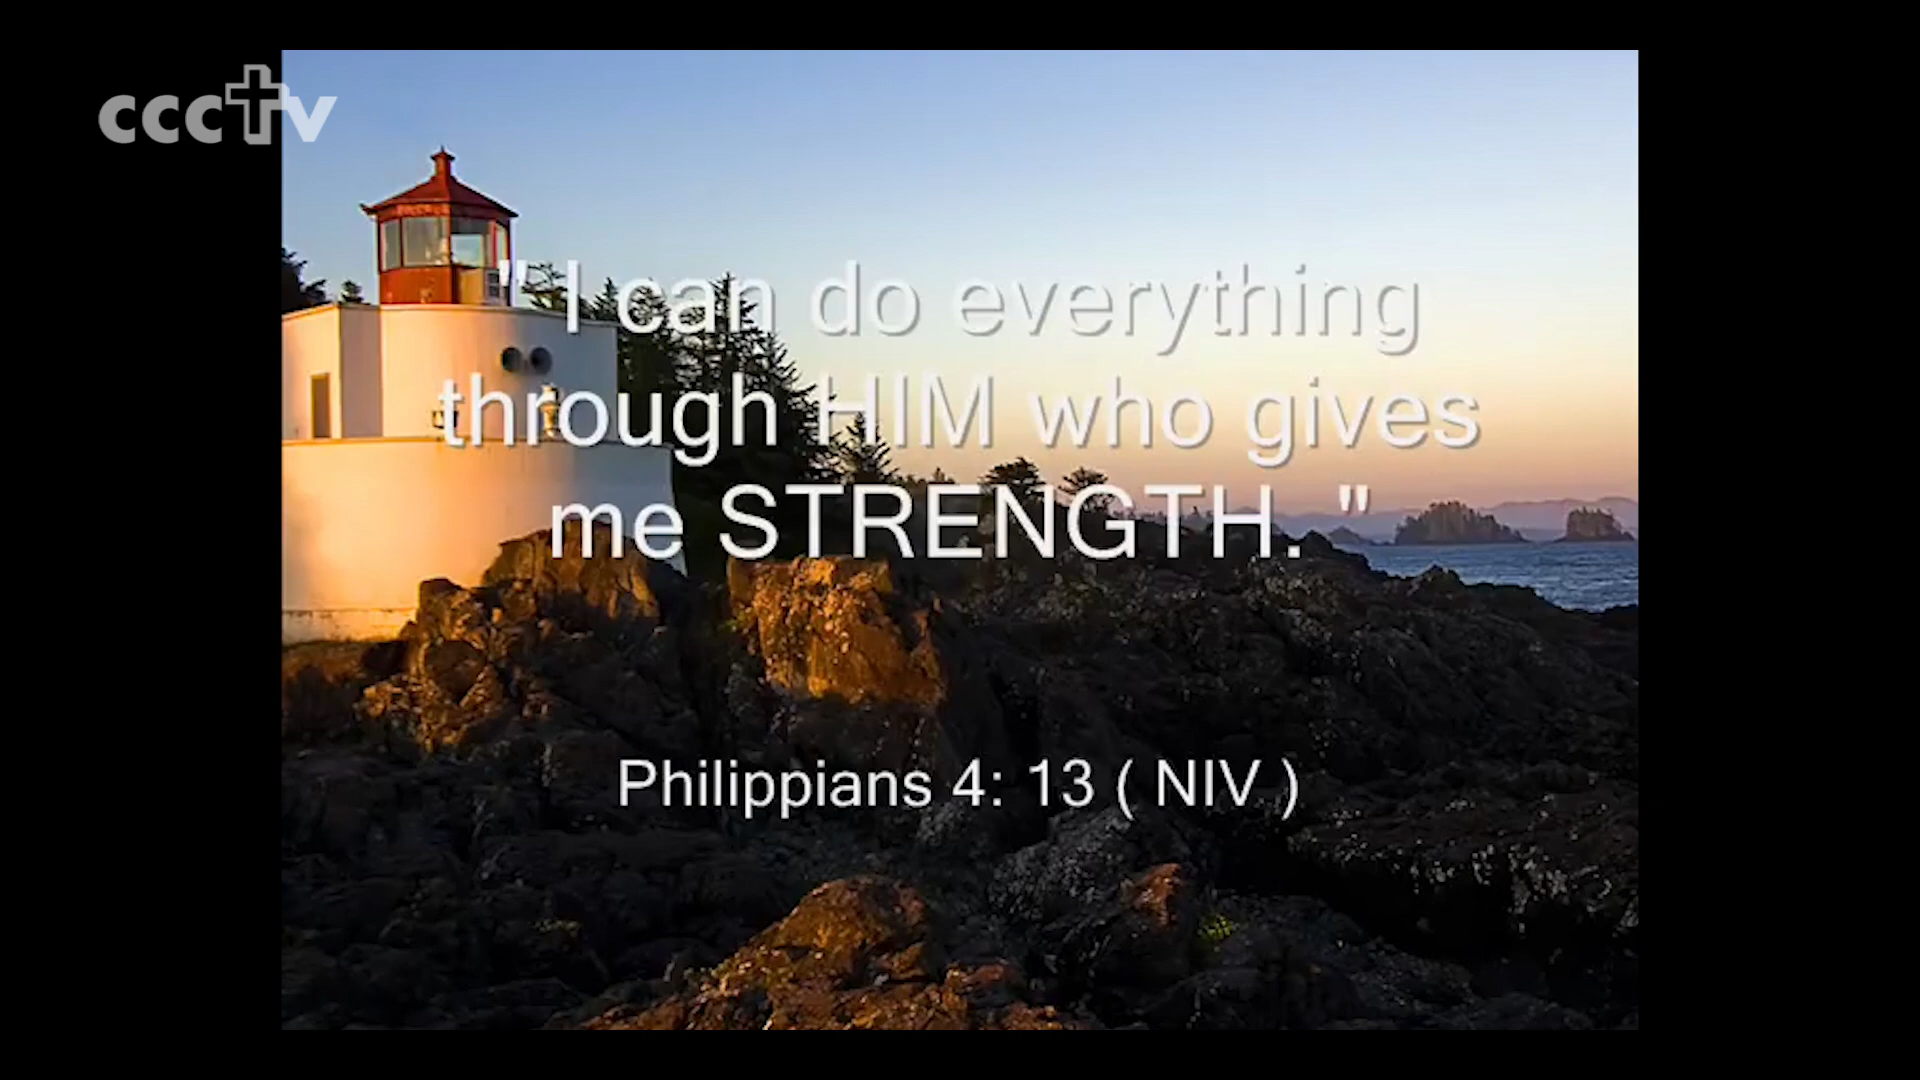 ccctv
" I can do everything
through HIM who gives
me STRENGTH. "
Philippians 4: 13 ( NIV )